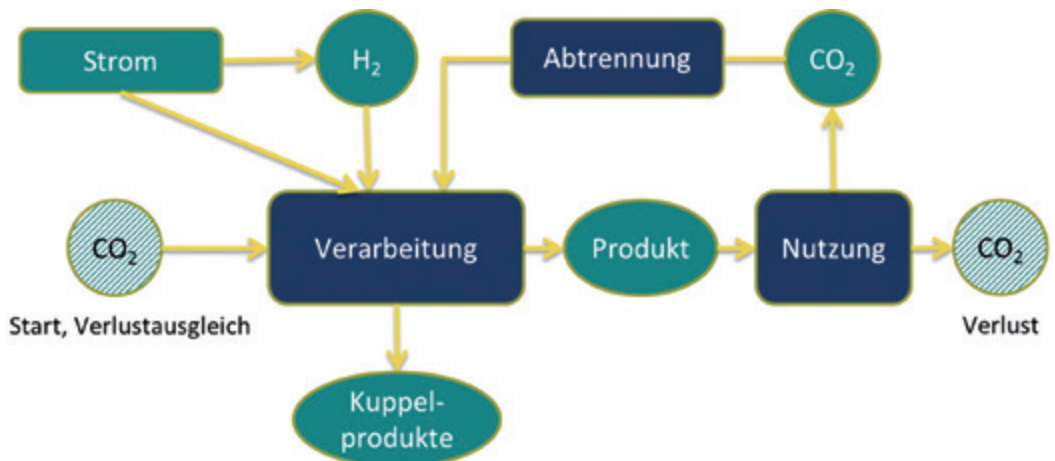 Strom
H₂
Abtrennung
CO₂
CO₂
Verarbeitung
Produkt
Nutzung
CO₂
Start, Verlustausgleich
Verlust
Kuppel-
produkte